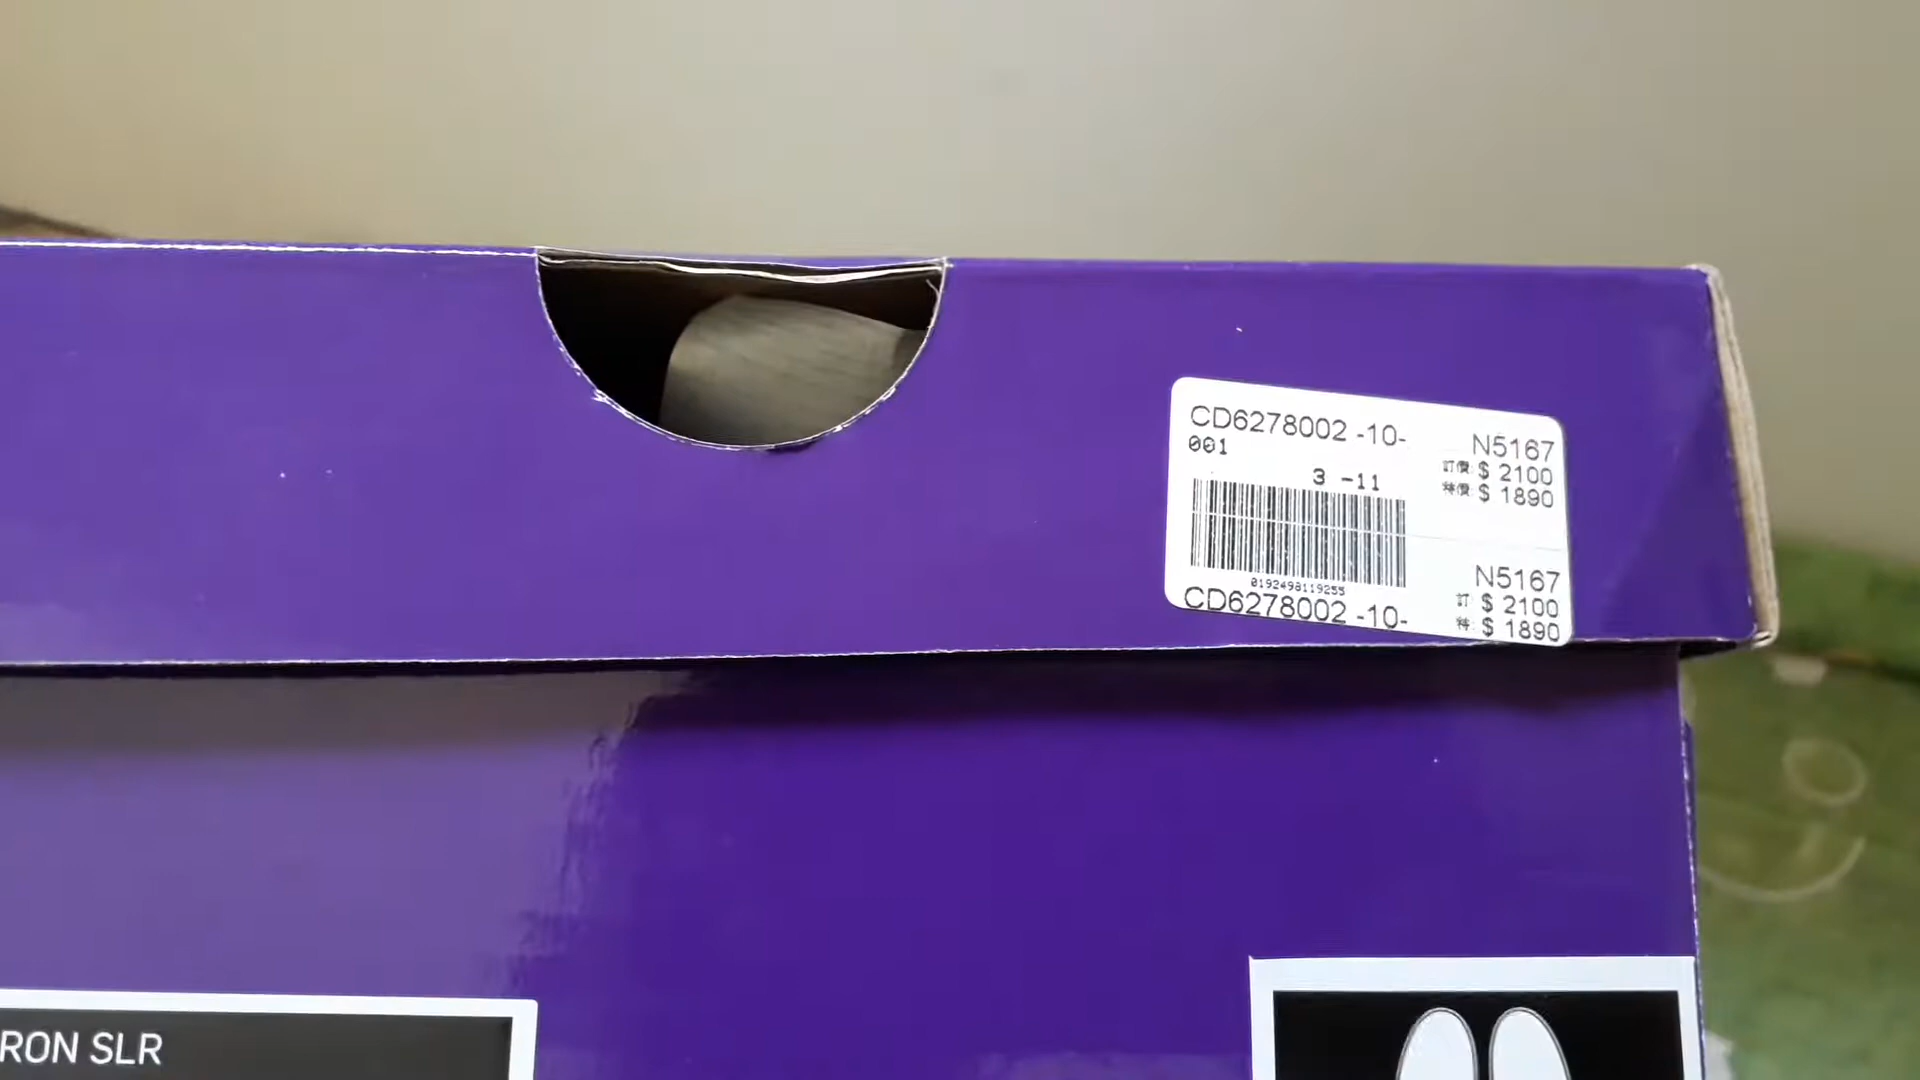 CD6278002 -10-
001
N5167
訂價: $ 2100
特價: $ 1890
3 -11
0192498119255
CD6278002 -10-
N5167
訂: $ 2100
特: $ 1890
RON SLR